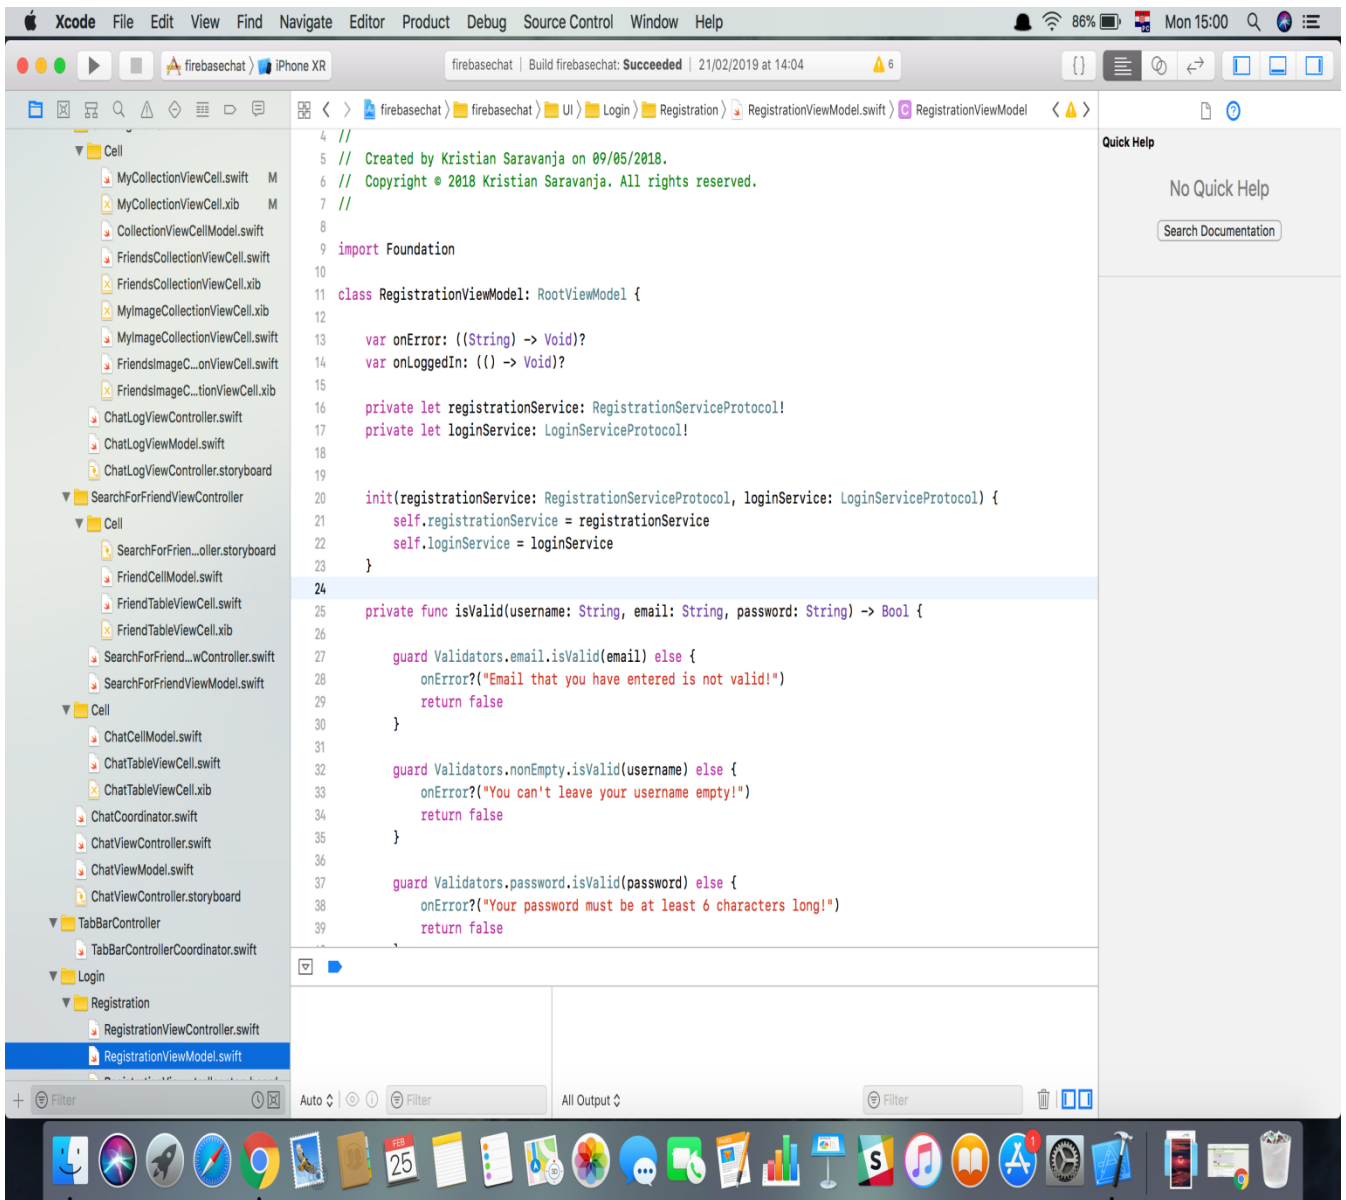 Xcode File Edit View Find Navigate Editor Product Debug Source Control Window Help 86% Mon 15:00
firebasechat iPhone XR firebasechat | Build firebasechat: Succeeded | 21/02/2019 at 14:04 6
firebasechat firebasechat UI Login Registration RegistrationViewModel.swift C RegistrationViewModel
Cell
MyCollectionViewCell.swift M
MyCollectionViewCell.xib M
CollectionViewCellModel.swift
FriendsCollectionViewCell.swift
FriendsCollectionViewCell.xib
MyImageCollectionViewCell.xib
MyImageCollectionViewCell.swift
FriendsImageC...onViewCell.swift
FriendsImageC...tionViewCell.xib
ChatLogViewController.swift
ChatLogViewModel.swift
ChatLogViewController.storyboard
SearchForFriendViewController
Cell
SearchForFrien...oller.storyboard
FriendCellModel.swift
FriendTableViewCell.swift
FriendTableViewCell.xib
SearchForFriend...wController.swift
SearchForFriendViewModel.swift
Cell
ChatCellModel.swift
ChatTableViewCell.swift
ChatTableViewCell.xib
ChatCoordinator.swift
ChatViewController.swift
ChatViewModel.swift
ChatViewController.storyboard
TabBarController
TabBarControllerCoordinator.swift
Login
Registration
RegistrationViewController.swift
RegistrationViewModel.swift
Filter
4 //
5 // Created by Kristian Saravanja on 09/05/2018.
6 // Copyright © 2018 Kristian Saravanja. All rights reserved.
7 //
8
9 import Foundation
10
11 class RegistrationViewModel: RootViewModel {
12
13 var onError: ((String) -> Void)?
14 var onLoggedIn: (() -> Void)?
15
16 private let registrationService: RegistrationServiceProtocol!
17 private let loginService: LoginServiceProtocol!
18
19
20 init(registrationService: RegistrationServiceProtocol, loginService: LoginServiceProtocol) {
21 self.registrationService = registrationService
22 self.loginService = loginService
23 }
24
25 private func isValid(username: String, email: String, password: String) -> Bool {
26
27 guard Validators.email.isValid(email) else {
28 onError?("Email that you have entered is not valid!")
29 return false
30 }
31
32 guard Validators.nonEmpty.isValid(username) else {
33 onError?("You can't leave your username empty!")
34 return false
35 }
36
37 guard Validators.password.isValid(password) else {
38 onError?("Your password must be at least 6 characters long!")
39 return false
Auto Filter All Output Filter
Quick Help
No Quick Help
Search Documentation
FEB
25
PAGES
1